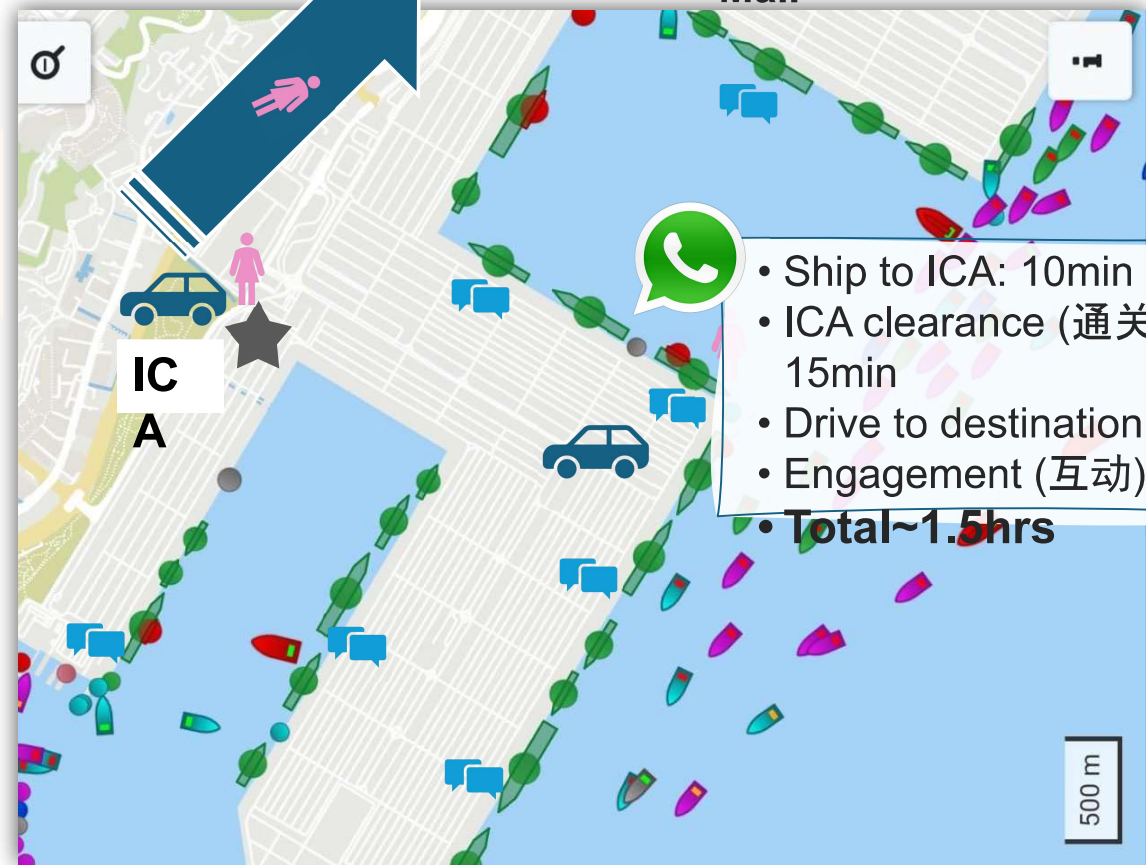 • Ship to ICA: 10min
• ICA clearance (通关
15min
• Drive to destination
• Engagement (互动)
• Total~1.5hrs
IC
A
500 m